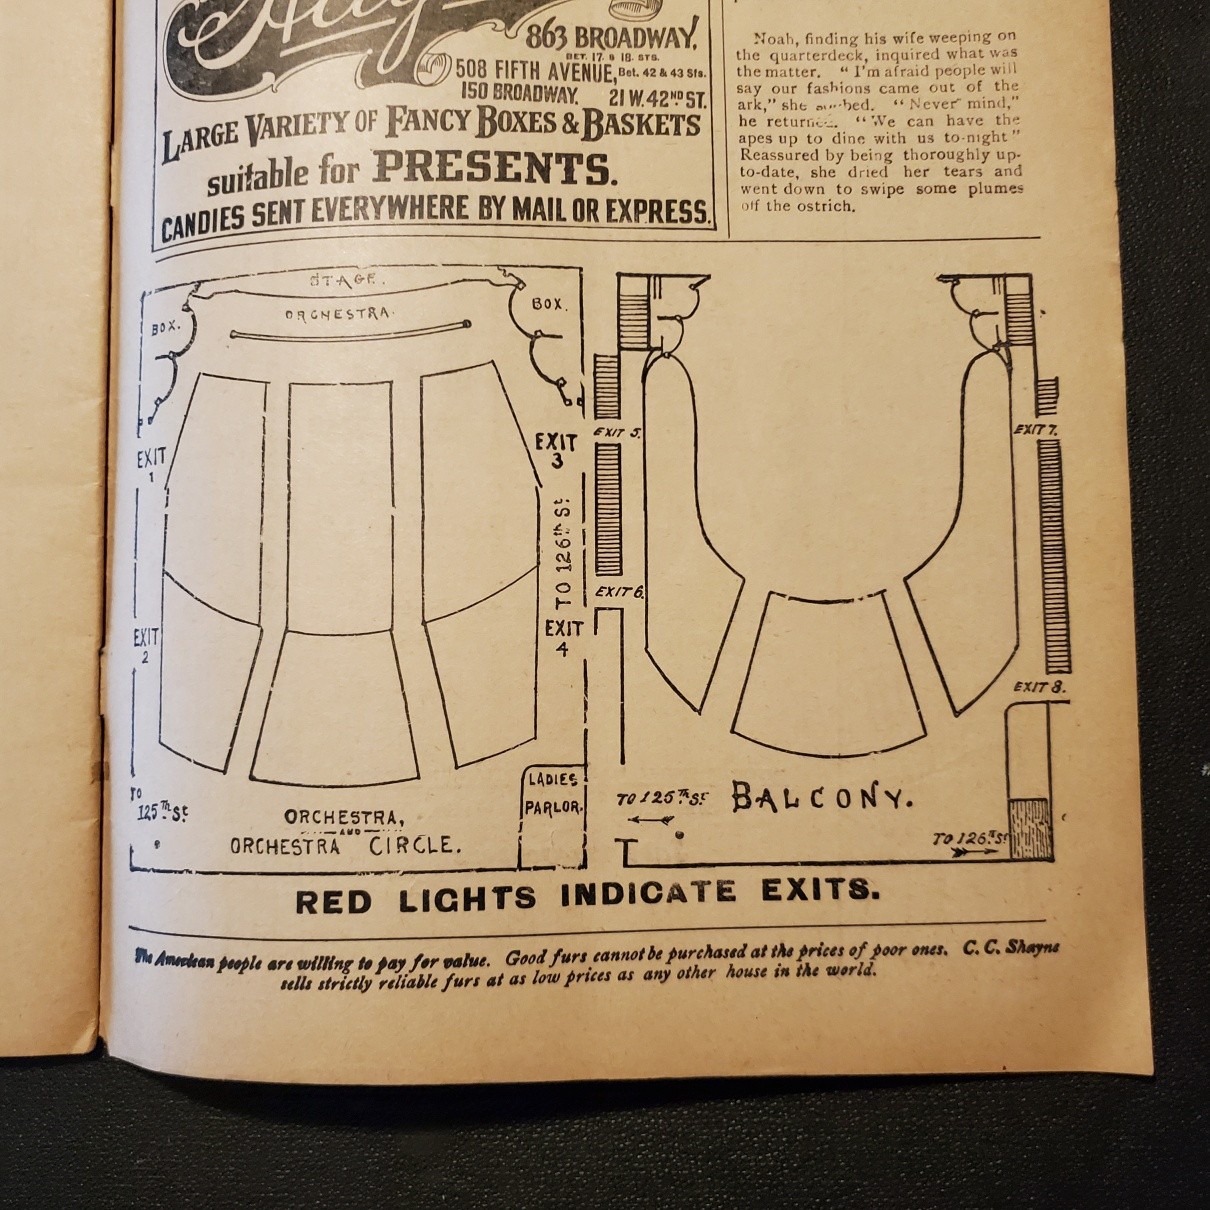 863 BROADWAY,
BET. 17. & 18. STS.
508 FIFTH AVENUE, Bet. 42 & 43 Sts.
150 BROADWAY. 21 W. 42ND ST.
LARGE VARIETY OF FANCY BOXES & BASKETS
suitable for PRESENTS.
CANDIES SENT EVERYWHERE BY MAIL OR EXPRESS.
Noah, finding his wife weeping on
the quarterdeck, inquired what was
the matter. “I'm afraid people will
say our fashions came out of the
ark,” she “Never mind,”
he “We can have the
apes up to dine with us to-night”
Reassured by being thoroughly up-
to-date, she dried her tears and
went down to swipe some plumes
off the ostrich.
STAGE.
ORCHESTRA.
BOX.
BOX.
EXIT
1
EXIT
3
TO 126th St
EXIT
2
EXIT
4
TO
125TH St
LADIES
PARLOR.
ORCHESTRA,
AND
ORCHESTRA CIRCLE.
EXIT 5.
EXIT 7.
EXIT 6.
EXIT 8.
TO 125TH St
BALCONY.
TO 126TH St
RED LIGHTS INDICATE EXITS.
The American people are willing to pay for value. Good furs cannot be purchased at the prices of poor ones. C. C. Shayne
sells strictly reliable furs at as low prices as any other house in the world.